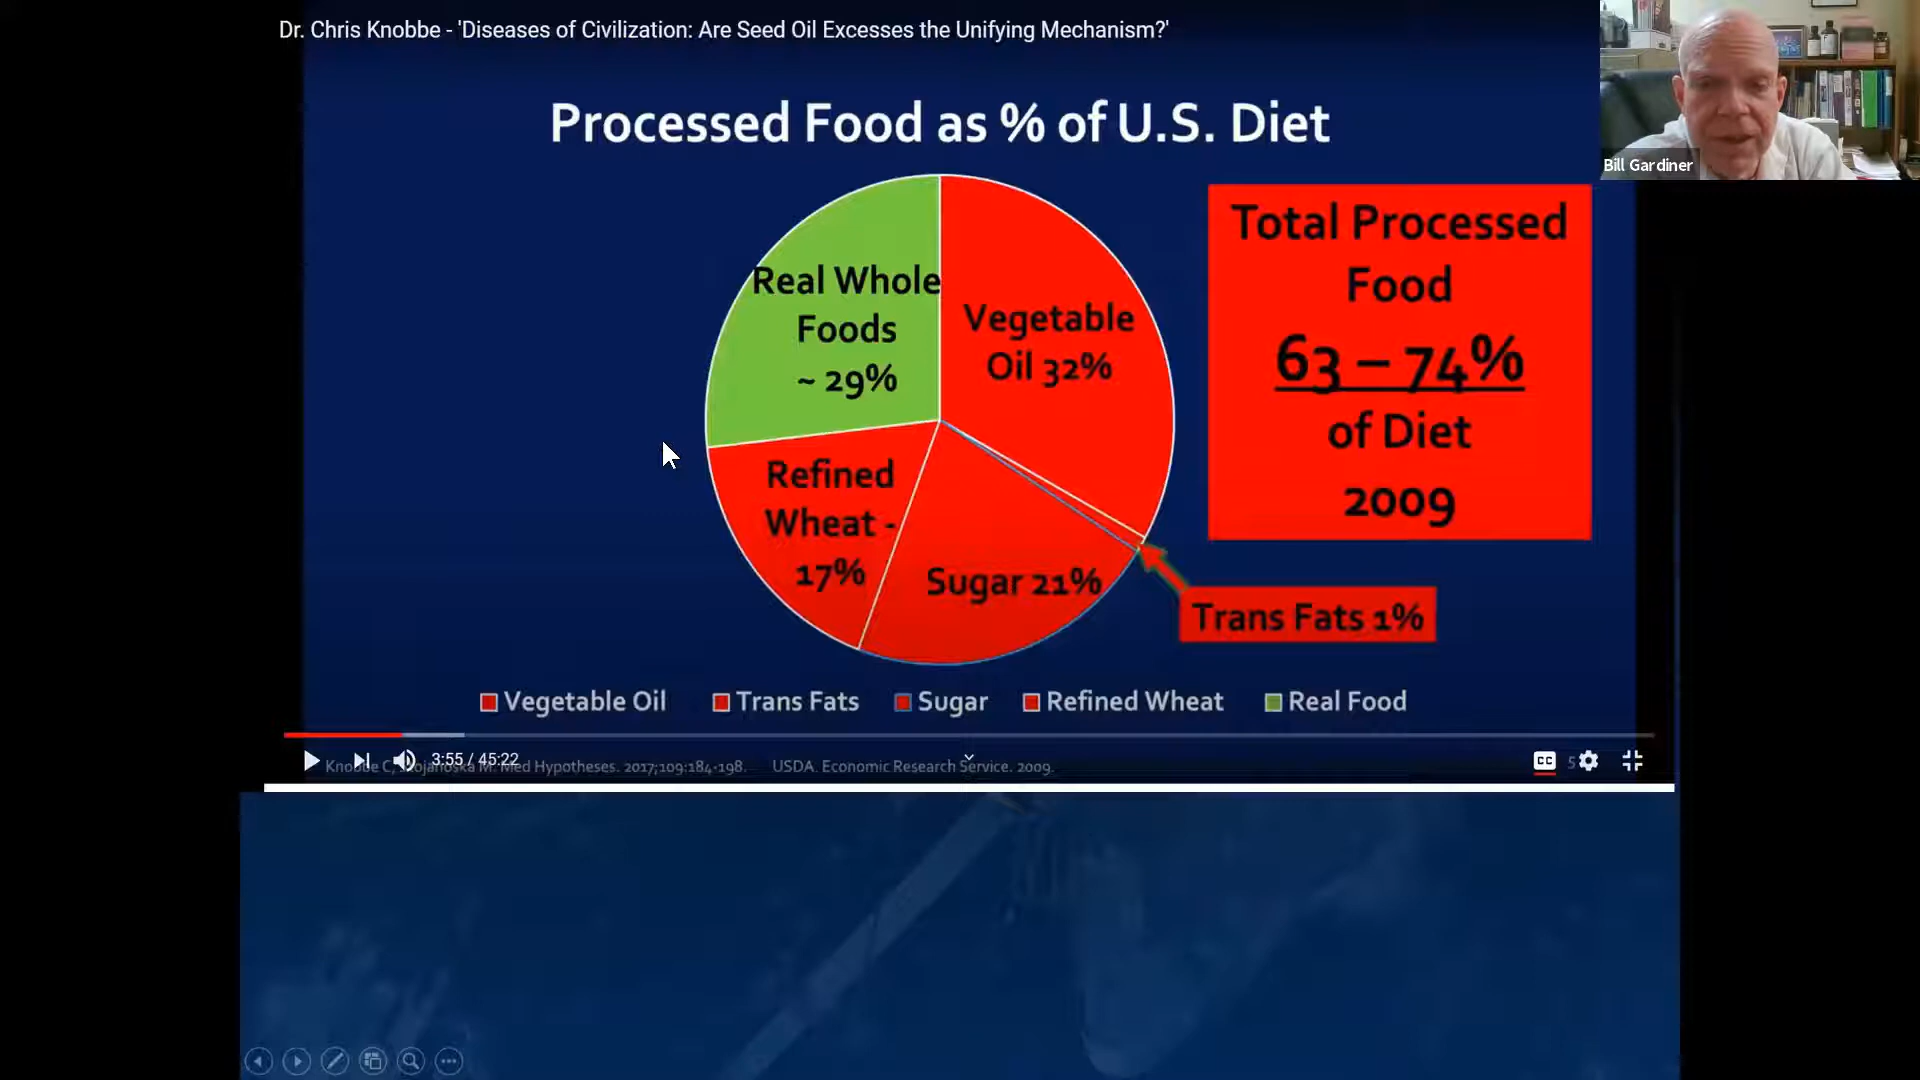 Dr. Chris Knobbe - 'Diseases of Civilization: Are Seed Oil Excesses the Unifying Mechanism?'
Bill Gardiner
Processed Food as % of U.S. Diet
Real Whole
Foods
~ 29%
Vegetable
Oil 32%
Refined
Wheat -
17%
Sugar 21%
Trans Fats 1%
Total Processed
Food
63 – 74%
of Diet
2009
Vegetable Oil Trans Fats Sugar Refined Wheat Real Food
3:55 / 45:22
CC
5
Knobbe C, M. Med Hypotheses. 2017;109:184-198. USDA. Economic Research Service. 2009.